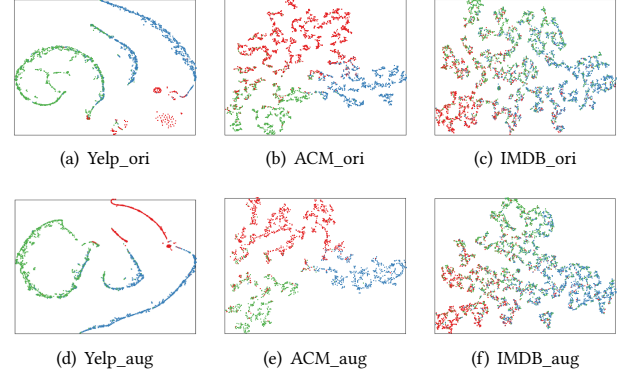 (a) Yelp_ori
(b) ACM_ori
(c) IMDB_ori
(d) Yelp_aug
(e) ACM_aug
(f) IMDB_aug